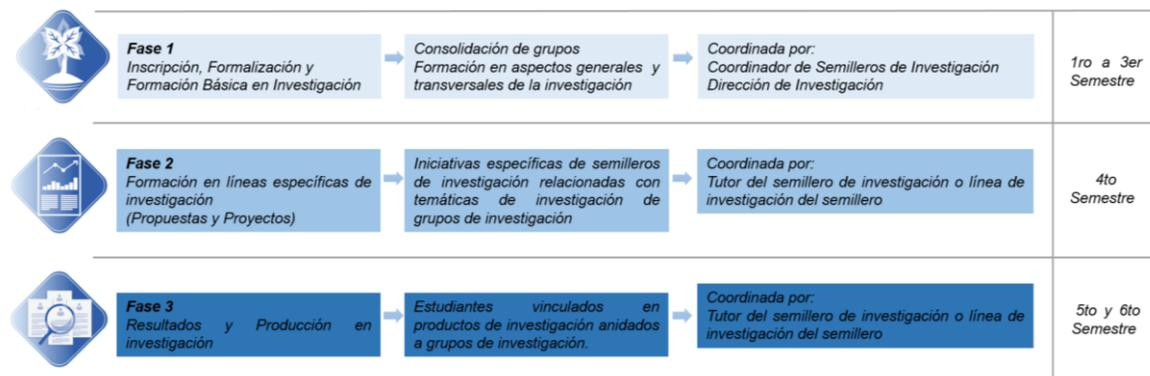 Fase 1
Inscripción, Formalización y
Formación Básica en Investigación
Consolidación de grupos
Formación en aspectos generales y
transversales de la investigación
Coordinada por:
Coordinador de Semilleros de Investigación
Dirección de Investigación
1ro a 3er
Semestre
Fase 2
Formación en líneas específicas de
investigación
(Propuestas y Proyectos)
Iniciativas específicas de semilleros
de investigación relacionadas con
temáticas de investigación de
grupos de investigación
Coordinada por:
Tutor del semillero de investigación o línea de
investigación del semillero
4to
Semestre
Fase 3
Resultados y Producción en
investigación
Estudiantes vinculados en
productos de investigación anidados
a grupos de investigación.
Coordinada por:
Tutor del semillero de investigación o línea de
investigación del semillero
5to y 6to
Semestre